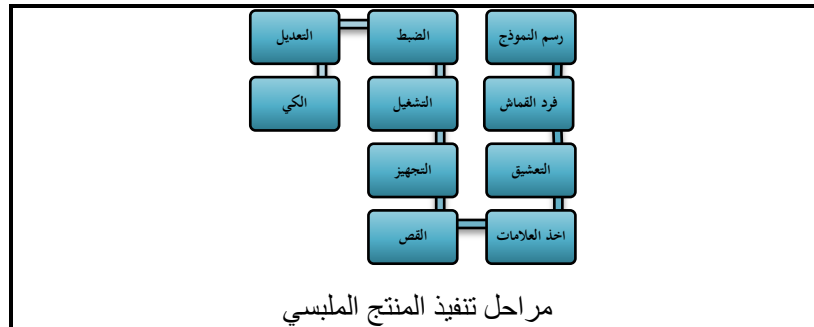 رسم النموذج
فرد القماش
التعشيق
اخذ العلامات
القص
التجهيز
التشغيل
الضبط
التعديل
الكي
مراحل تنفيذ المنتج الملبسي